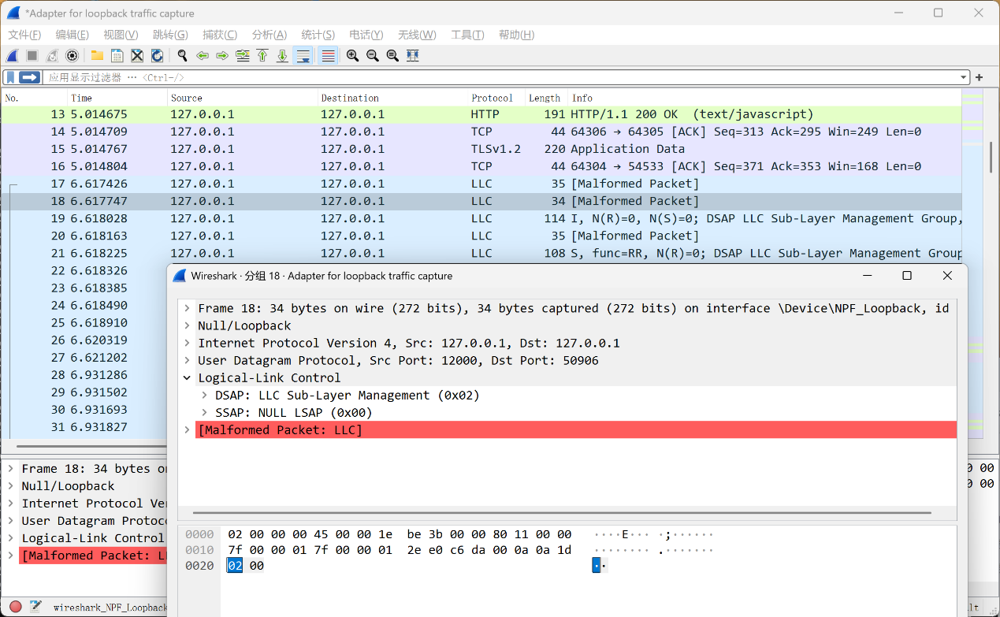 *Adapter for loopback traffic capture
文件(F) 编辑(E) 视图(V) 跳转(G) 捕获(C) 分析(A) 统计(S) 电话(Y) 无线(W) 工具(T) 帮助(H)
应用显示过滤器 … <Ctrl-/>
No. Time Source Destination Protocol Length Info
13 5.014675 127.0.0.1 127.0.0.1 HTTP 191 HTTP/1.1 200 OK (text/javascript)
14 5.014709 127.0.0.1 127.0.0.1 TCP 44 64306 → 64305 [ACK] Seq=313 Ack=295 Win=249 Len=0
15 5.014767 127.0.0.1 127.0.0.1 TLSv1.2 220 Application Data
16 5.014804 127.0.0.1 127.0.0.1 TCP 44 64304 → 54533 [ACK] Seq=371 Ack=353 Win=168 Len=0
17 6.617426 127.0.0.1 127.0.0.1 LLC 35 [Malformed Packet]
18 6.617747 127.0.0.1 127.0.0.1 LLC 34 [Malformed Packet]
19 6.618028 127.0.0.1 127.0.0.1 LLC 114 I, N(R)=0, N(S)=0; DSAP LLC Sub-Layer Management Group,
20 6.618163 127.0.0.1 127.0.0.1 LLC 35 [Malformed Packet]
21 6.618225 127.0.0.1 127.0.0.1 LLC 108 S, func=RR, N(R)=0; DSAP LLC Sub-Layer Management Group
22 6.618326
23 6.618385
24 6.618490
25 6.618910
26 6.620319
27 6.621202
28 6.931286
29 6.931502
30 6.931693
31 6.931827
Wireshark · 分组 18 · Adapter for loopback traffic capture
Frame 18: 34 bytes on wire (272 bits), 34 bytes captured (272 bits) on interface \Device\NPF_Loopback, id
Null/Loopback
Internet Protocol Version 4, Src: 127.0.0.1, Dst: 127.0.0.1
User Datagram Protocol, Src Port: 12000, Dst Port: 50906
Logical-Link Control
DSAP: LLC Sub-Layer Management (0x02)
SSAP: NULL LSAP (0x00)
[Malformed Packet: LLC]
0000 02 00 00 00 45 00 00 1e be 3b 00 00 80 11 00 00 ····E··· ·;······
0010 7f 00 00 01 7f 00 00 01 2e e0 c6 da 00 0a 0a 1d ········ .·······
0020 02 00 ··
Frame 18: 34 bytes o
Null/Loopback
Internet Protocol Ve
User Datagram Protoc
Logical-Link Control
[Malformed Packet: L
00
00
wireshark_NPF_Loopback
lt